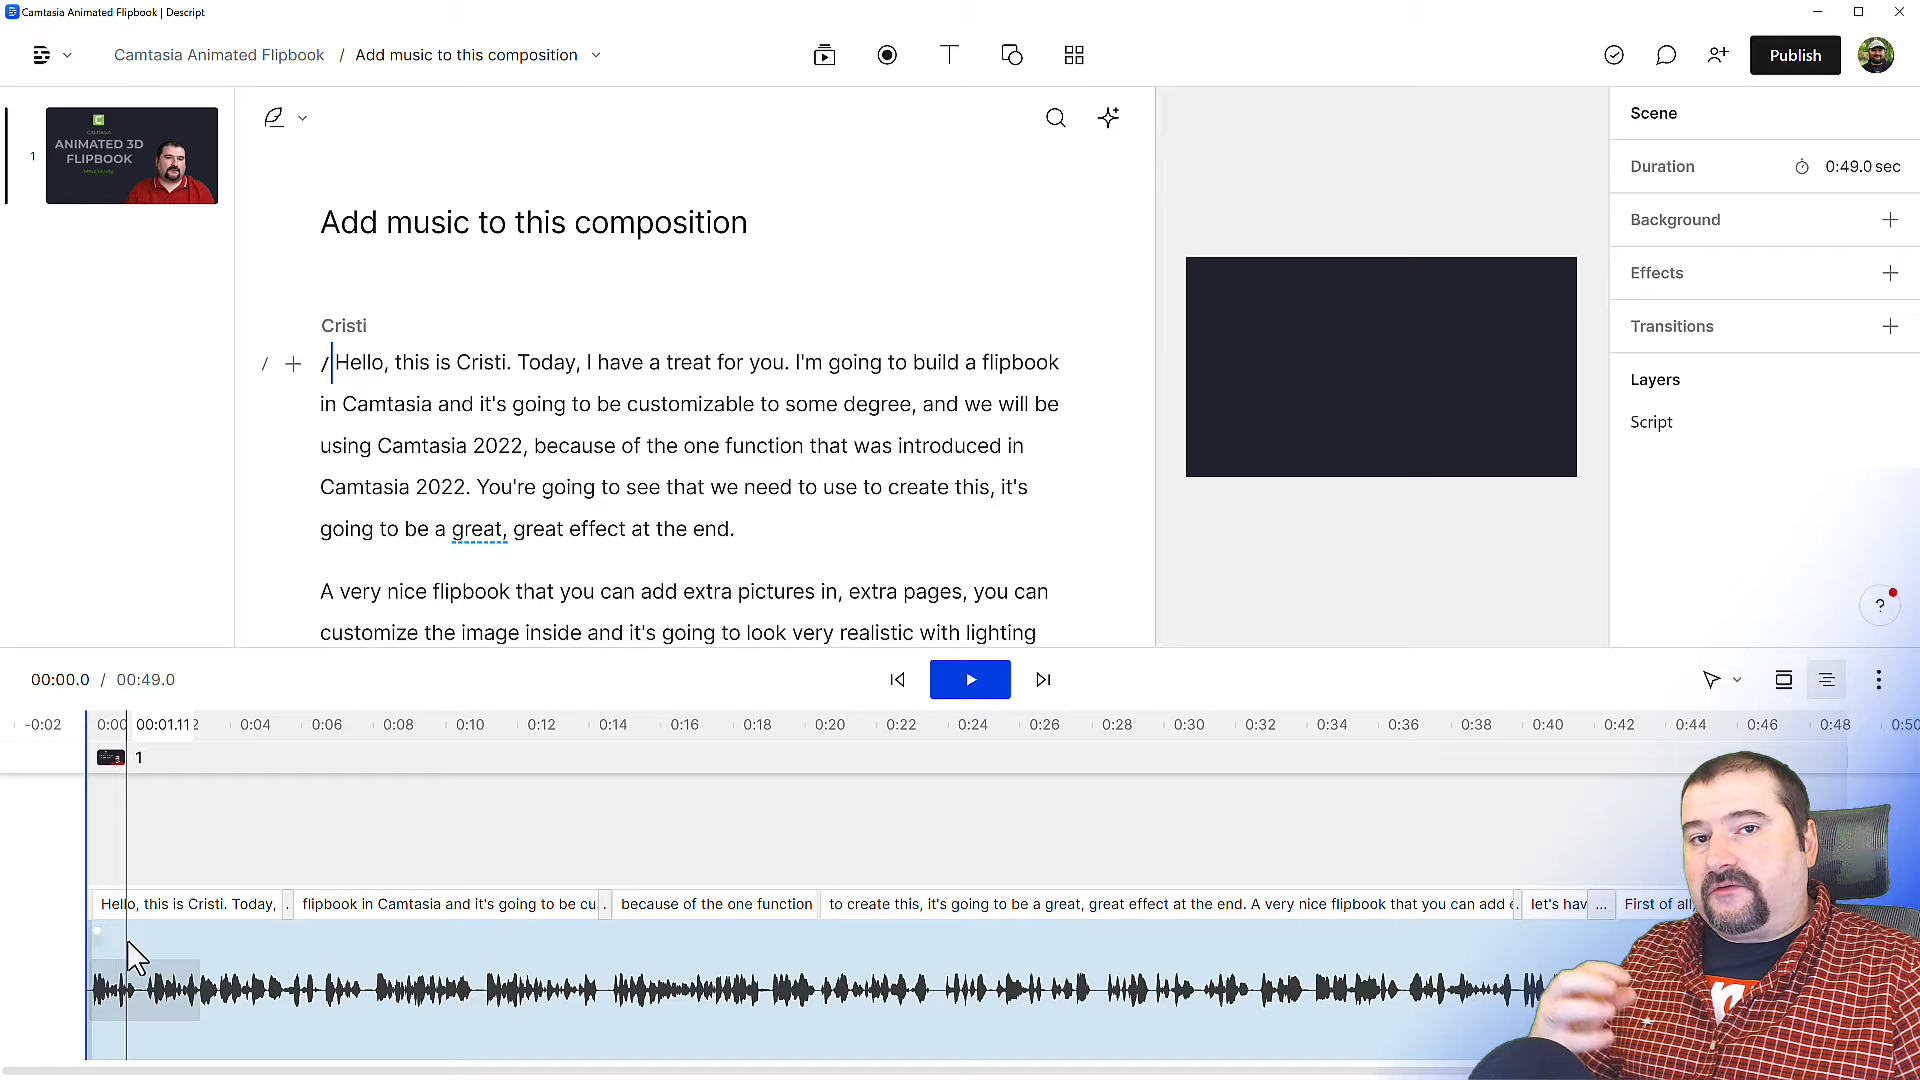 Camtasia Animated Flipbook | Descript
Camtasia Animated Flipbook / Add music to this composition
Publish
1
CAMTASIA
ANIMATED 3D
FLIPBOOK
MINICOURSE
Scene
Duration 0:49.0 sec
Background
Effects
Transitions
Layers
Script
Add music to this composition
Cristi
/ + / Hello, this is Cristi. Today, I have a treat for you. I'm going to build a flipbook
in Camtasia and it's going to be customizable to some degree, and we will be
using Camtasia 2022, because of the one function that was introduced in
Camtasia 2022. You're going to see that we need to use to create this, it's
going to be a great, great effect at the end.
A very nice flipbook that you can add extra pictures in, extra pages, you can
customize the image inside and it's going to look very realistic with lighting
?
00:00.0 / 00:49.0
-0:02 0:00 00:01.11 0:04 0:06 0:08 0:10 0:12 0:14 0:16 0:18 0:20 0:22 0:24 0:26 0:28 0:30 0:32 0:34 0:36 0:38 0:40 0:42 0:44 0:46 0:48 0:50
1
Hello, this is Cristi. Today, . flipbook in Camtasia and it's going to be cu . because of the one function to create this, it's going to be a great, great effect at the end. A very nice flipbook that you can add . let's hav ... First of al